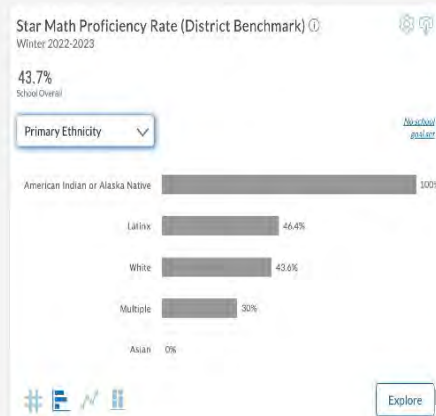 Star Math Proficiency Rate (District Benchmark) ⓘ
Winter 2022-2023
43.7%
School Overall
Primary Ethnicity
No school
goal set
American Indian or Alaska Native 100%
Latinx 46.4%
White 43.6%
Multiple 30%
Asian 0%
Explore